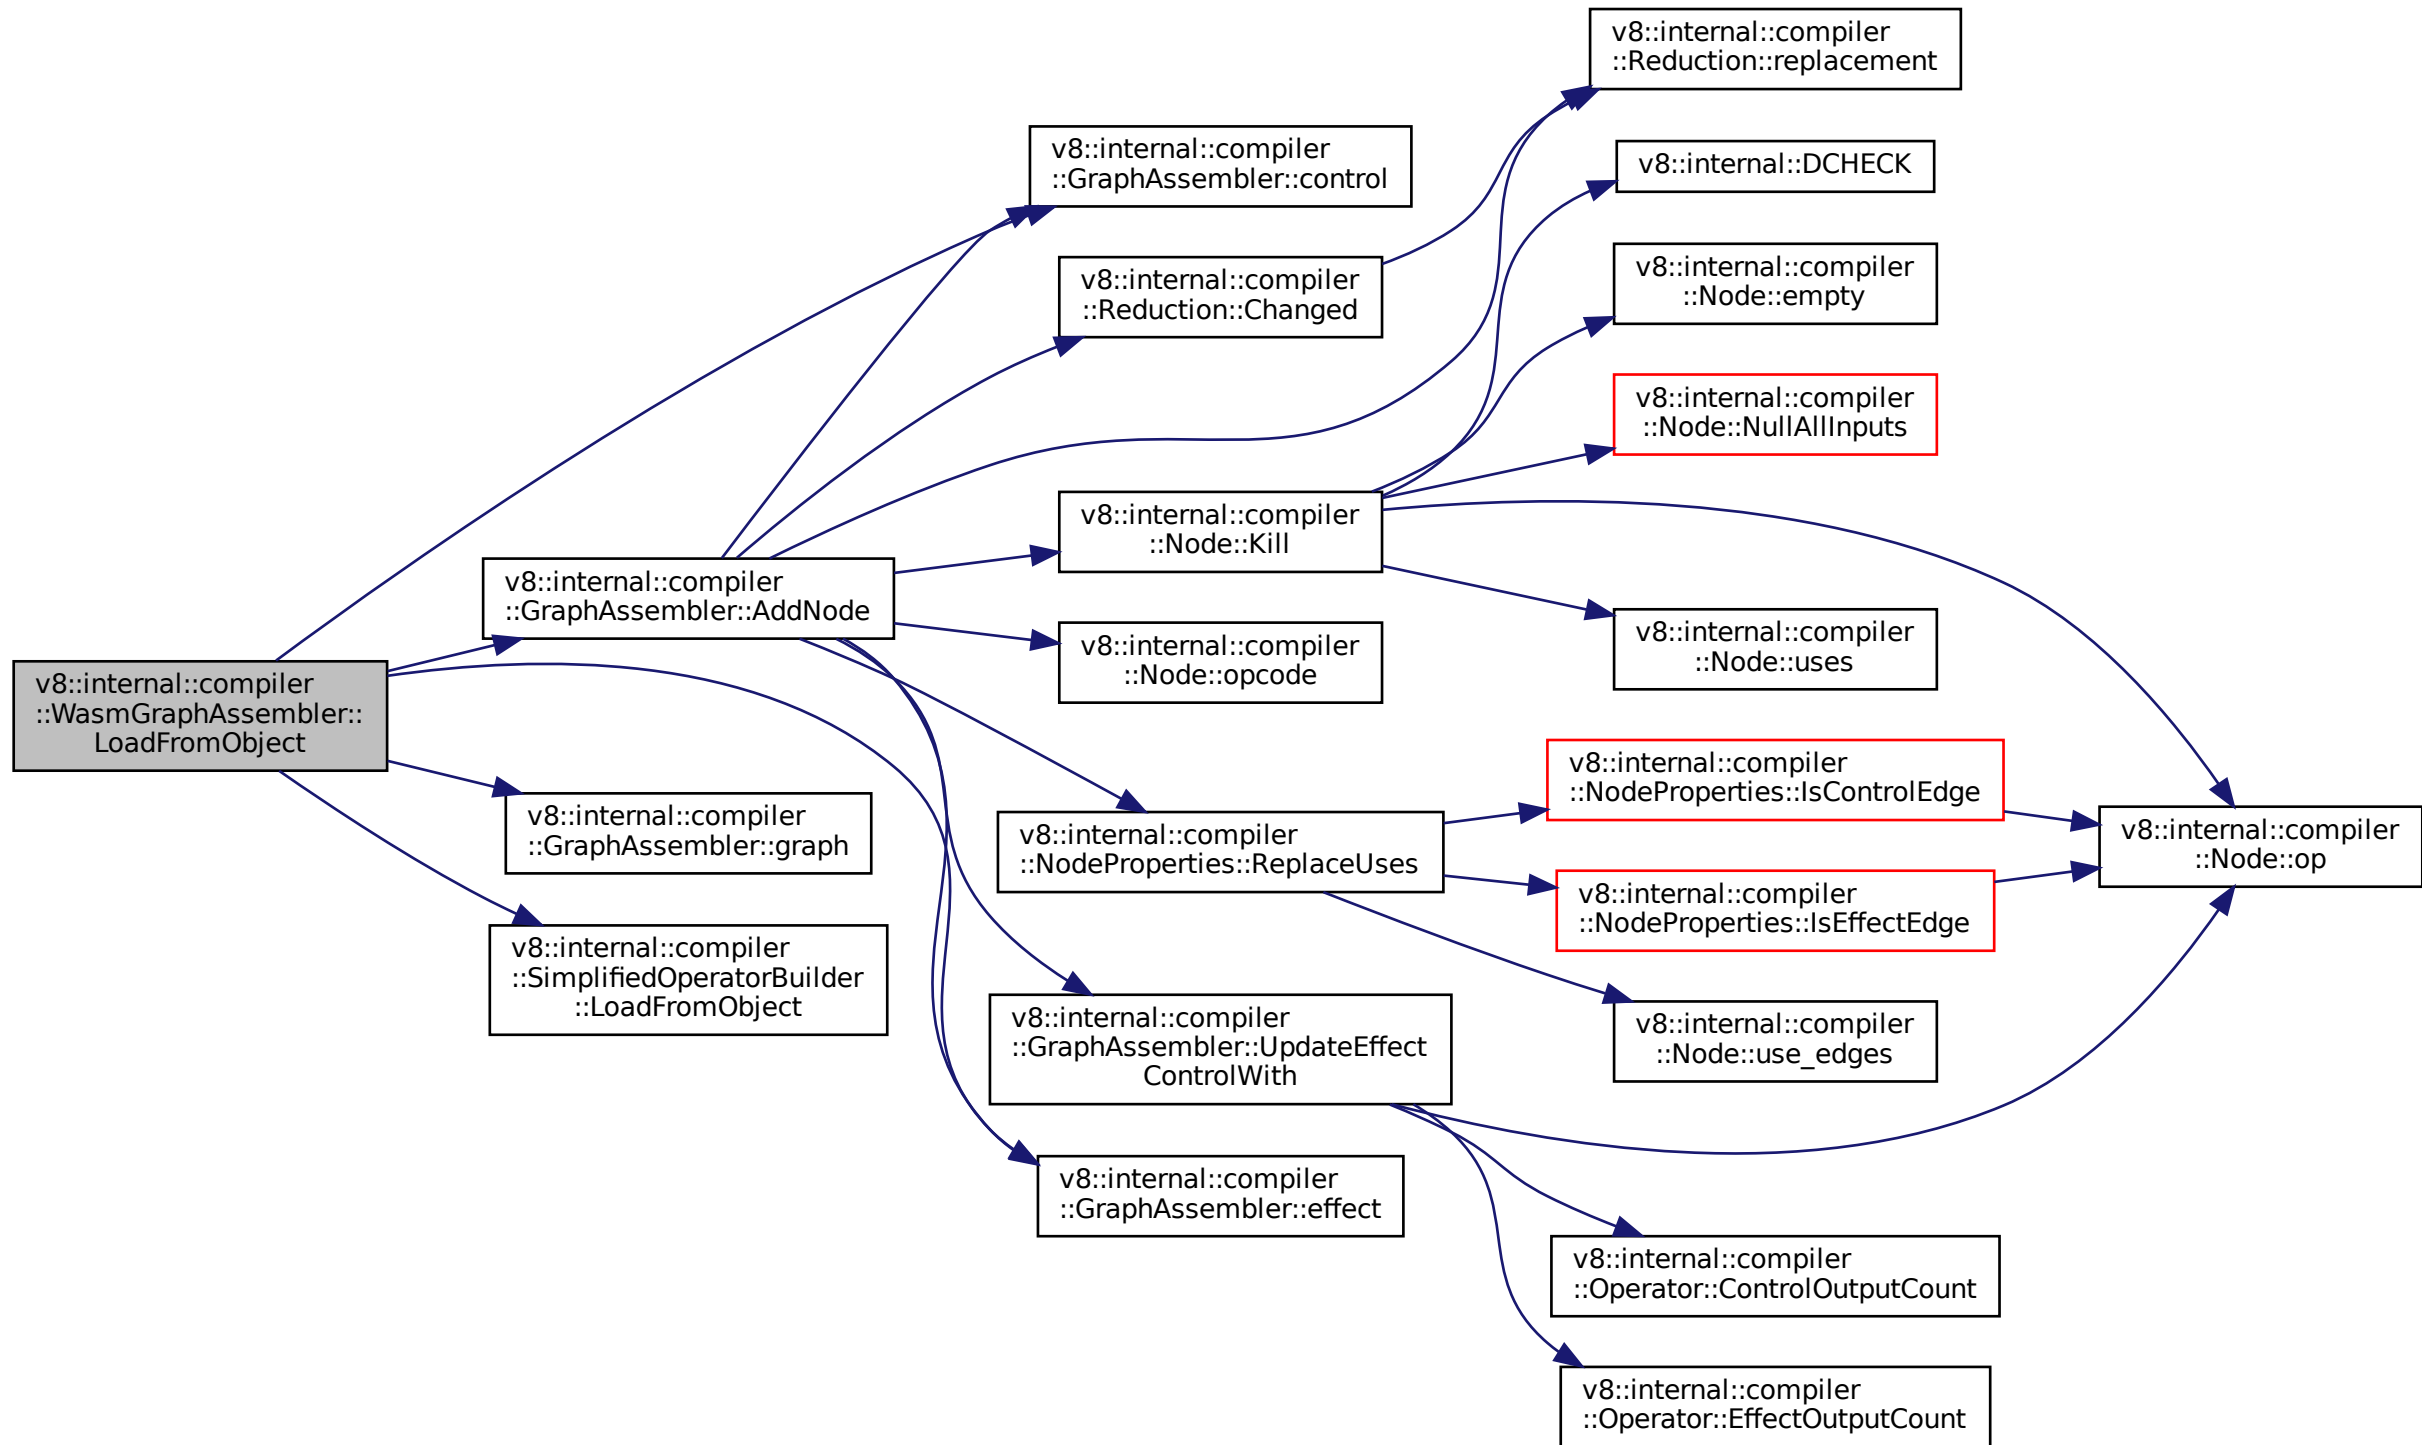 v8::internal::compiler
::WasmGraphAssembler::
LoadFromObject
v8::internal::compiler
::GraphAssembler::AddNode
v8::internal::compiler
::GraphAssembler::graph
v8::internal::compiler
::SimplifiedOperatorBuilder
::LoadFromObject
v8::internal::compiler
::GraphAssembler::control
v8::internal::compiler
::Reduction::Changed
v8::internal::compiler
::Node::Kill
v8::internal::compiler
::Node::opcode
v8::internal::compiler
::NodeProperties::ReplaceUses
v8::internal::compiler
::GraphAssembler::UpdateEffect
ControlWith
v8::internal::compiler
::GraphAssembler::effect
v8::internal::compiler
::Reduction::replacement
v8::internal::DCHECK
v8::internal::compiler
::Node::empty
v8::internal::compiler
::Node::NullAllInputs
v8::internal::compiler
::Node::uses
v8::internal::compiler
::NodeProperties::IsControlEdge
v8::internal::compiler
::NodeProperties::IsEffectEdge
v8::internal::compiler
::Node::use_edges
v8::internal::compiler
::Operator::ControlOutputCount
v8::internal::compiler
::Operator::EffectOutputCount
v8::internal::compiler
::Node::op